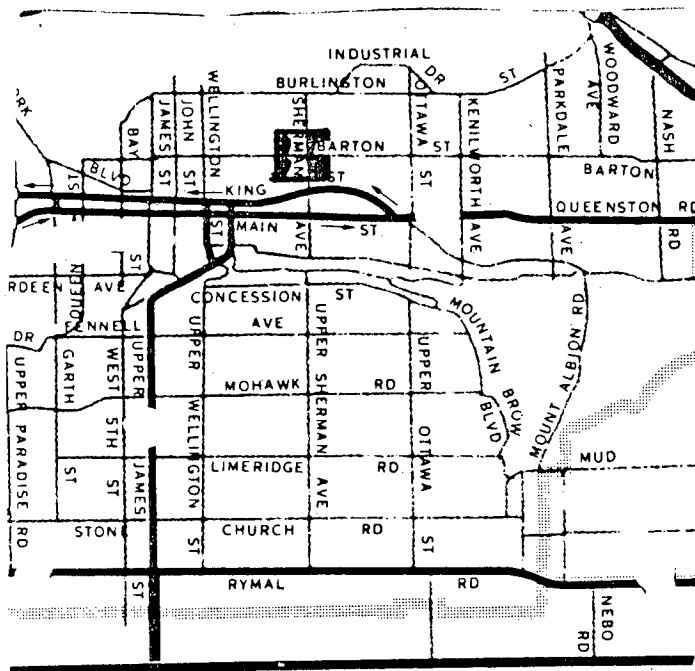 INDUSTRIAL
DR
BURLINGTON
ST
WOODWARD
AVE
PARKDALE
AVE
NASH
RD
KENILWORTH
AVE
OTTAWA
ST
SHERMAN
AVE
WELLINGTON
ST
JOHN
ST
JAMES
ST
BAY
ST
BARTON
ST
BARTON
BLVD
ST
KING
ST
QUEENSTON RD
MAIN
ST
AVE
QUEEN
CONCESSION
ST
DR
FENNELL
AVE
MOUNTAIN BROW
BLVD
MOUNT ALBION RD
UPPER PARADISE RD
GARTH
ST
WEST 5TH
ST
UPPER
JAMES
ST
UPPER
WELLINGTON
ST
UPPER SHERMAN AVE
UPPER
OTTAWA
ST
MOHAWK
RD
LIMERIDGE
RD.
MUD
STONE
CHURCH
RD
RYMAL
RD
NEBO
RD